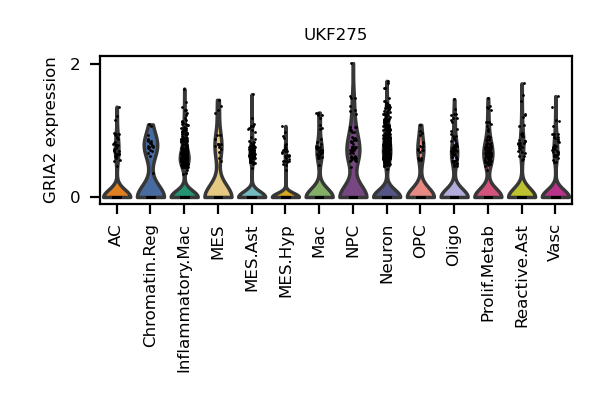 UKF275
GRIA2 expression
2
0
AC
Chromatin.Reg
Inflammatory.Mac
MES
MES.Ast
MES.Hyp
Mac
NPC
Neuron
OPC
Oligo
Prolif.Metab
Reactive.Ast
Vasc